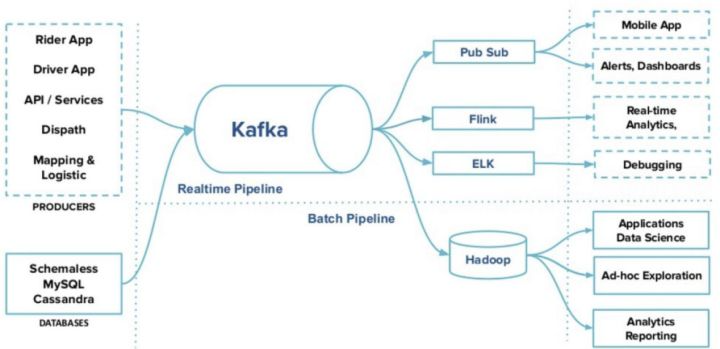 Rider App
Driver App
API / Services
Dispath
Mapping &
Logistic
PRODUCERS
Schemaless
MySQL
Cassandra
DATABASES
Kafka
Realtime Pipeline
Batch Pipeline
Pub Sub
Flink
ELK
Hadoop
Mobile App
Alerts, Dashboards
Real-time
Analytics,
Debugging
Applications
Data Science
Ad-hoc Exploration
Analytics
Reporting